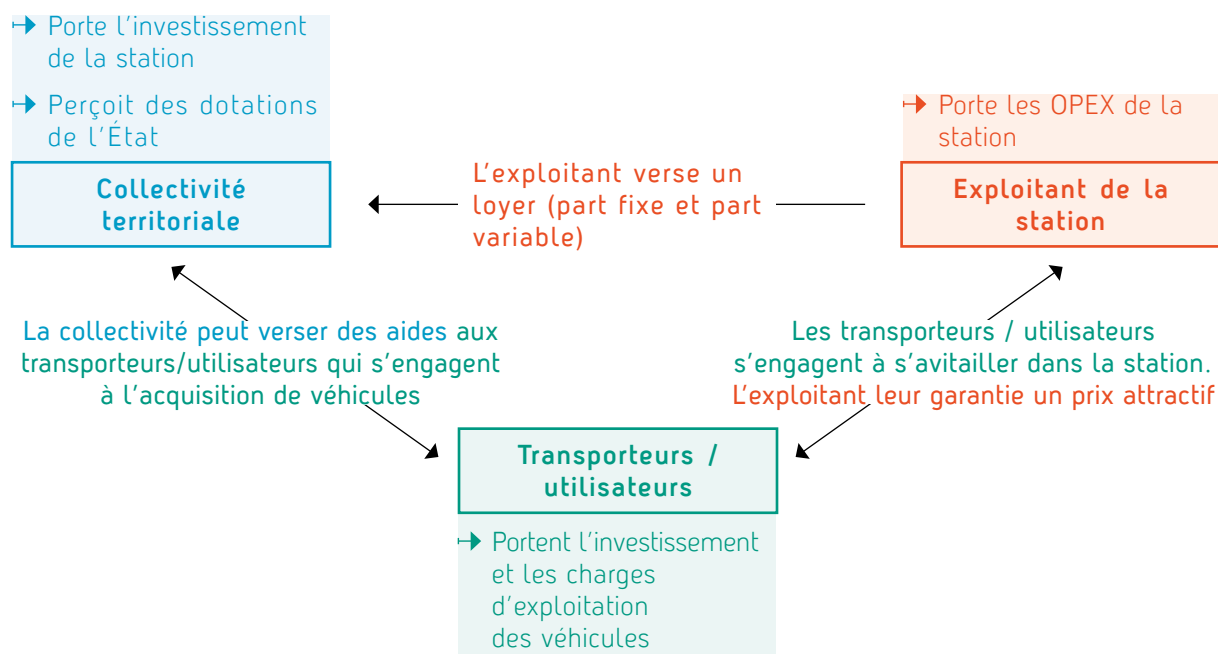 Porte l'investissement
de la station
Perçoit des dotations
de l'État
Collectivité
territoriale
L'exploitant verse un
loyer (part fixe et part
variable)
Porte les OPEX de la
station
Exploitant de la
station
La collectivité peut verser des aides aux
transporteurs/utilisateurs qui s'engagent
à l'acquisition de véhicules
Les transporteurs / utilisateurs
s'engagent à s'avitailler dans la station.
L'exploitant leur garantie un prix attractif
Transporteurs /
utilisateurs
Portent l'investissement
et les charges
d'exploitation
des véhicules